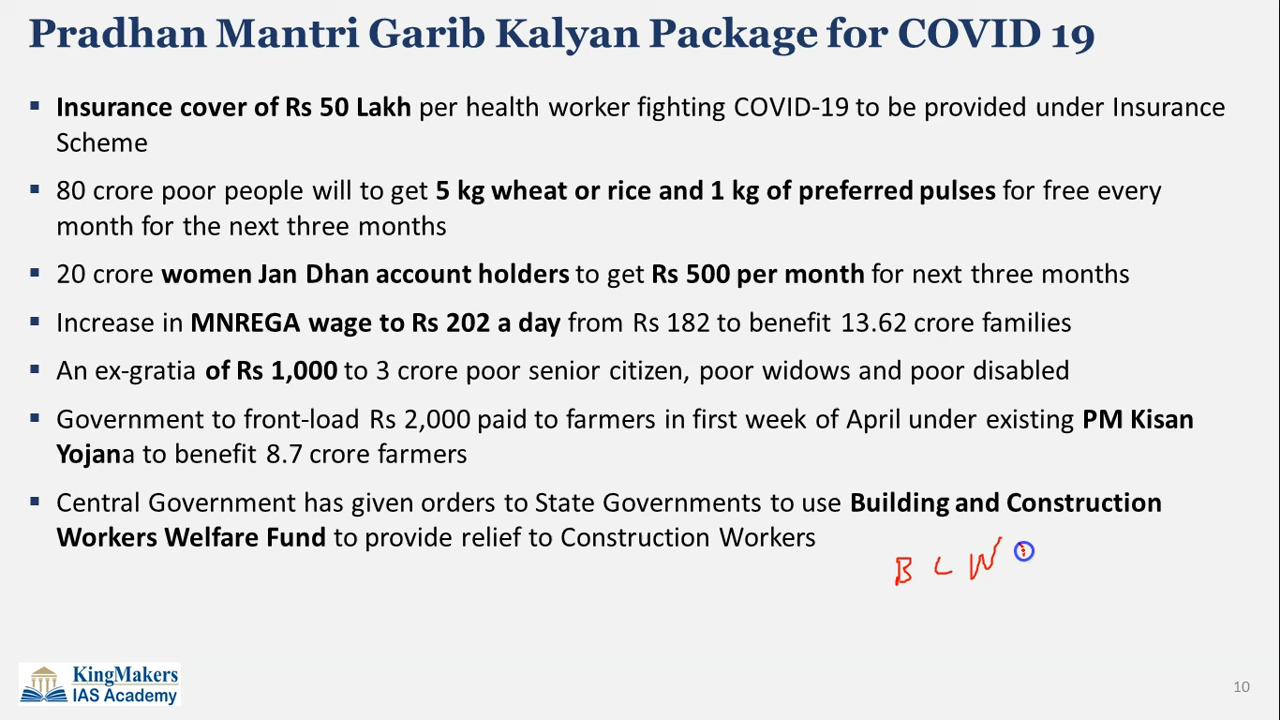 Pradhan Mantri Garib Kalyan Package for COVID 19
▪ Insurance cover of Rs 50 Lakh per health worker fighting COVID-19 to be provided under Insurance
Scheme
▪ 80 crore poor people will to get 5 kg wheat or rice and 1 kg of preferred pulses for free every
month for the next three months
▪ 20 crore women Jan Dhan account holders to get Rs 500 per month for next three months
▪ Increase in MNREGA wage to Rs 202 a day from Rs 182 to benefit 13.62 crore families
▪ An ex-gratia of Rs 1,000 to 3 crore poor senior citizen, poor widows and poor disabled
▪ Government to front-load Rs 2,000 paid to farmers in first week of April under existing PM Kisan
Yojana to benefit 8.7 crore farmers
▪ Central Government has given orders to State Governments to use Building and Construction
Workers Welfare Fund to provide relief to Construction Workers
B C W
KingMakers
IAS Academy
10